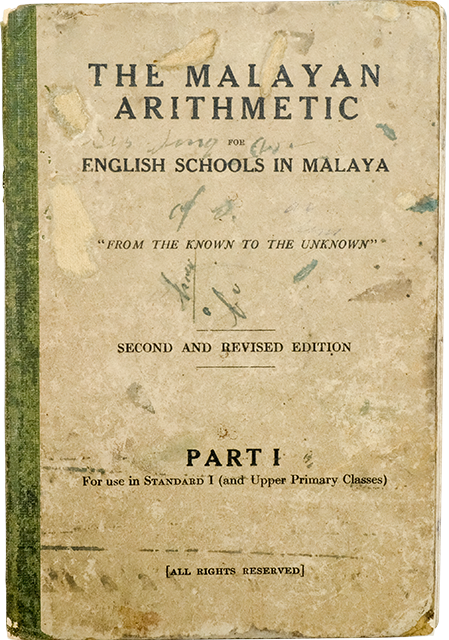 THE MALAYAN
ARITHMETIC
FOR
ENGLISH SCHOOLS IN MALAYA
"FROM THE KNOWN TO THE UNKNOWN"
SECOND AND REVISED EDITION
PART I
For use in STANDARD I (and Upper Primary Classes)
[ALL RIGHTS RESERVED]